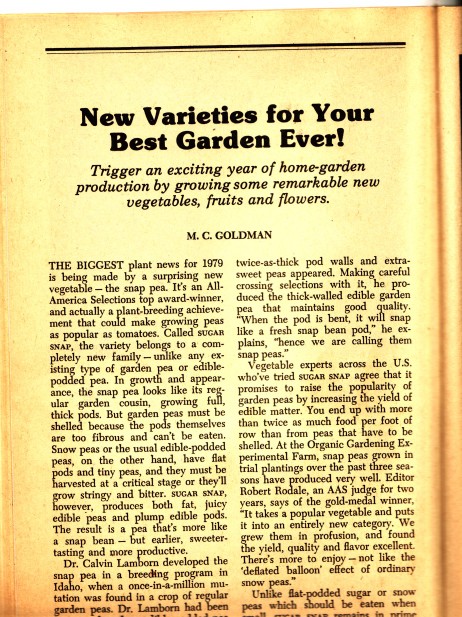 New Varieties for Your
Best Garden Ever!
Trigger an exciting year of home-garden
production by growing some remarkable new
vegetables, fruits and flowers.
M. C. GOLDMAN
THE BIGGEST plant news for 1979
is being made by a surprising new
vegetable — the snap pea. It's an All-
America Selections top award-winner,
and actually a plant-breeding achieve-
ment that could make growing peas
as popular as tomatoes. Called SUGAR
SNAP, the variety belongs to a com-
pletely new family — unlike any ex-
isting type of garden pea or edible-
podded pea. In growth and appear-
ance, the snap pea looks like its reg-
ular garden cousin, growing full,
thick pods. But garden peas must be
shelled because the pods themselves
are too fibrous and can't be eaten.
Snow peas or the usual edible-podded
peas, on the other hand, have flat
pods and tiny peas, and they must be
harvested at a critical stage or they'll
grow stringy and bitter. SUGAR SNAP,
however, produces both fat, juicy
edible peas and plump edible pods.
The result is a pea that's more like
a snap bean — but earlier, sweeter-
tasting and more productive.
Dr. Calvin Lamborn developed the
snap pea in a breeding program in
Idaho, when a once-in-a-million mu-
tation was found in a crop of regular
garden peas. Dr. Lamborn had been
twice-as-thick pod walls and extra-
sweet peas appeared. Making careful
crossing selections with it, he pro-
duced the thick-walled edible garden
pea that maintains good quality.
"When the pod is bent, it will snap
like a fresh snap bean pod," he ex-
plains, "hence we are calling them
snap peas."
Vegetable experts across the U.S.
who've tried SUGAR SNAP agree that it
promises to raise the popularity of
garden peas by increasing the yield of
edible matter. You end up with more
than twice as much food per foot of
row than from peas that have to be
shelled. At the Organic Gardening Ex-
perimental Farm, snap peas grown in
trial plantings over the past three sea-
sons have produced very well. Editor
Robert Rodale, an AAS judge for two
years, says of the gold-medal winner,
"It takes a popular vegetable and puts
it into an entirely new category. We
grew them in profusion, and found
the yield, quality and flavor excellent.
There's more to enjoy — not like the
'deflated balloon' effect of ordinary
snow peas."
Unlike flat-podded sugar or snow
peas which should be eaten when
SUGAR SNAP remains in prime